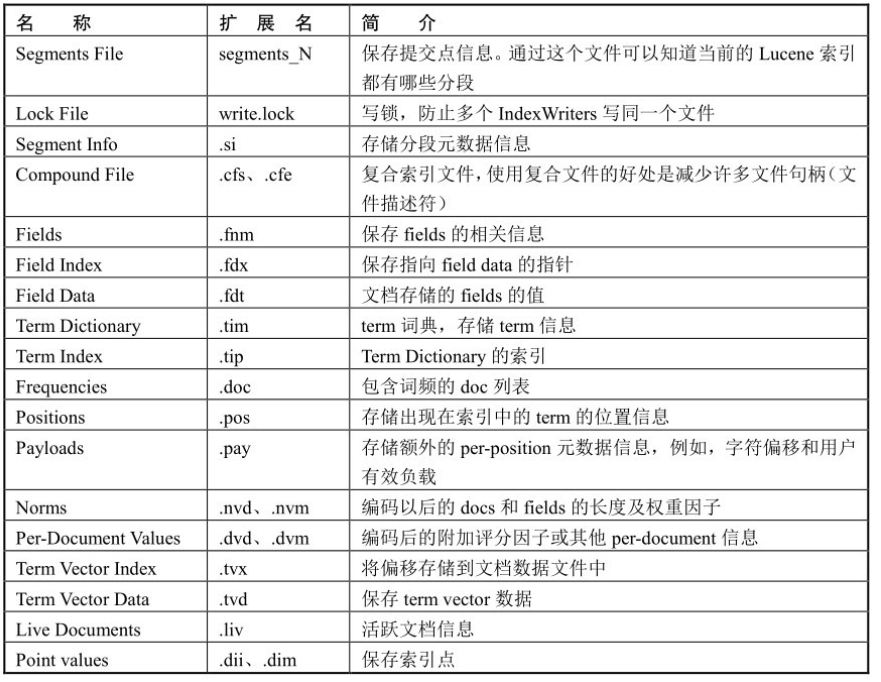 名 称 扩 展 名 简 介
Segments File segments_N 保存提交点信息。通过这个文件可以知道当前的 Lucene 索引
都有哪些分段
Lock File write.lock 写锁，防止多个 IndexWriters 写同一个文件
Segment Info .si 存储分段元数据信息
Compound File .cfs、.cfe 复合索引文件，使用复合文件的好处是减少许多文件句柄（文
件描述符）
Fields .fnm 保存 fields 的相关信息
Field Index .fdx 保存指向 field data 的指针
Field Data .fdt 文档存储的 fields 的值
Term Dictionary .tim term 词典，存储 term 信息
Term Index .tip Term Dictionary 的索引
Frequencies .doc 包含词频的 doc 列表
Positions .pos 存储出现在索引中的 term 的位置信息
Payloads .pay 存储额外的 per-position 元数据信息，例如，字符偏移和用户
有效负载
Norms .nvd、.nvm 编码以后的 docs 和 fields 的长度及权重因子
Per-Document Values .dvd、.dvm 编码后的附加评分因子或其他 per-document 信息
Term Vector Index .tvx 将偏移存储到文档数据文件中
Term Vector Data .tvd 保存 term vector 数据
Live Documents .liv 活跃文档信息
Point values .dii、.dim 保存索引点